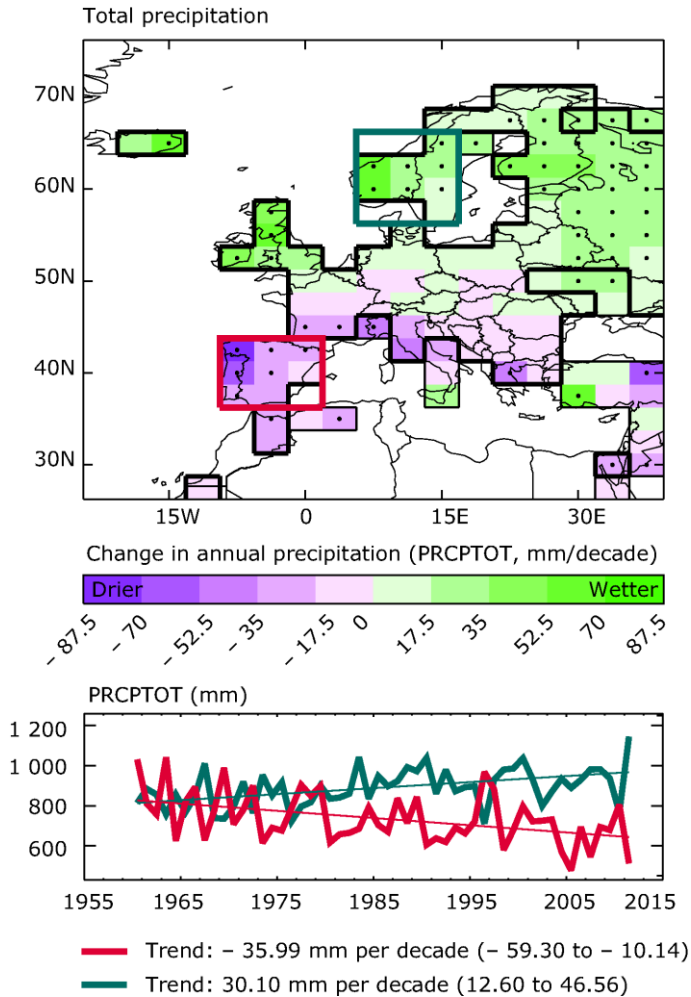 Total precipitation
70N
60N
50N
40N
30N
15W 0 15E 30E
Change in annual precipitation (PRCPTOT, mm/decade)
Drier Wetter
– 87.5 – 70 – 52.5 – 35 – 17.5 0 17.5 35 52.5 70 87.5
PRCPTOT (mm)
1 200
1 000
800
600
1955 1965 1975 1985 1995 2005 2015
Trend: – 35.99 mm per decade (– 59.30 to – 10.14)
Trend: 30.10 mm per decade (12.60 to 46.56)